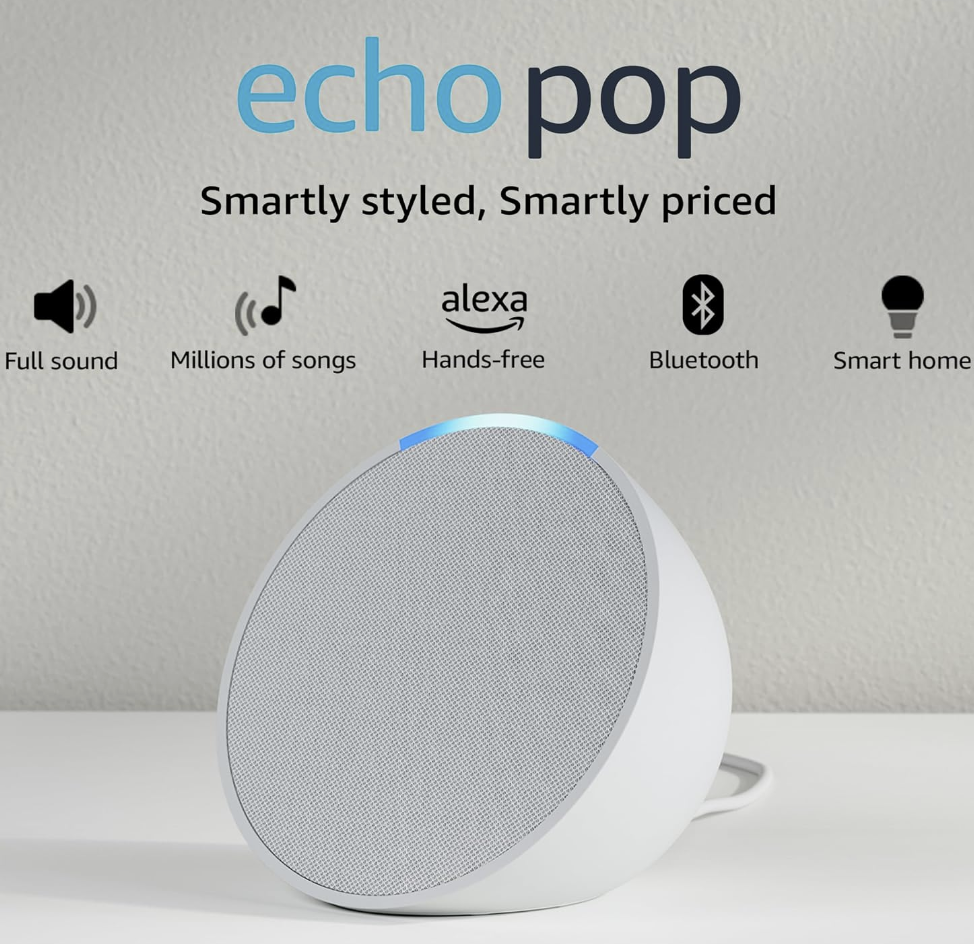 echo pop
Smartly styled, Smartly priced
alexa
Full sound
Millions of songs
Hands-free
Bluetooth
Smart home